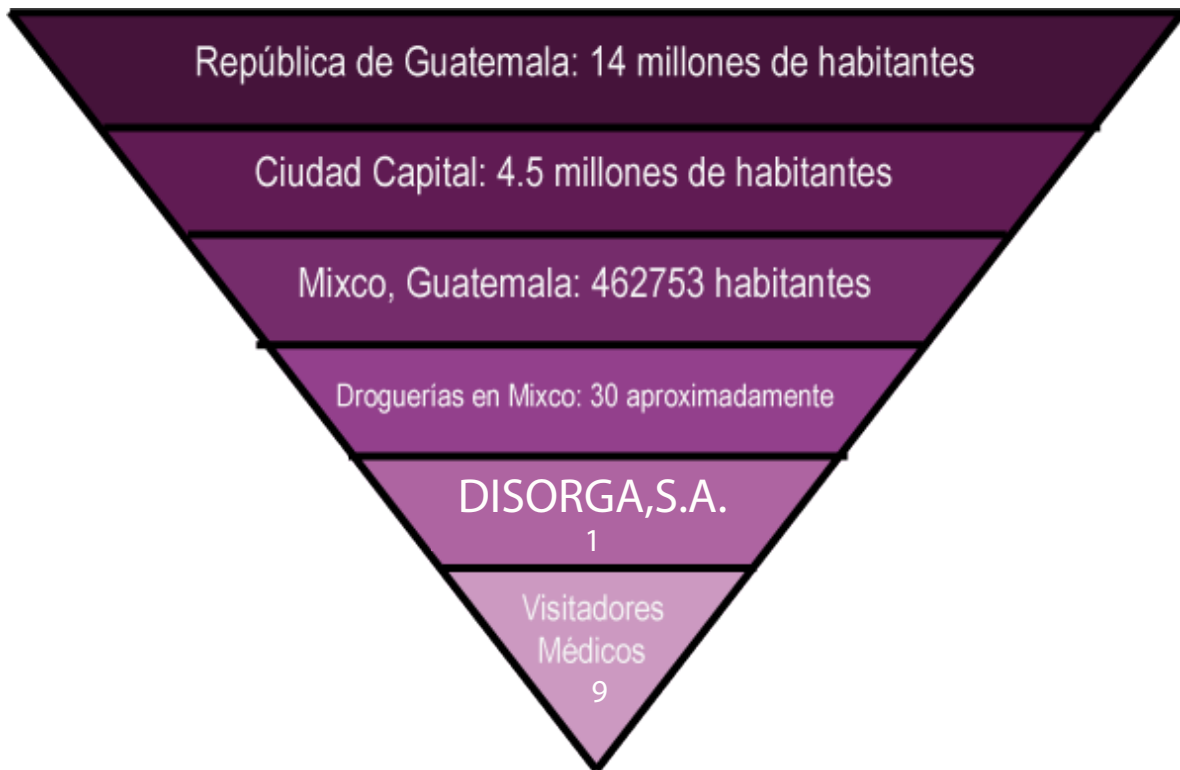 República de Guatemala: 14 millones de habitantes
Ciudad Capital: 4.5 millones de habitantes
Mixco, Guatemala: 462753 habitantes
Droguerías en Mixco: 30 aproximadamente
DISORGA,S.A.
1
Visitadores
Médicos
9